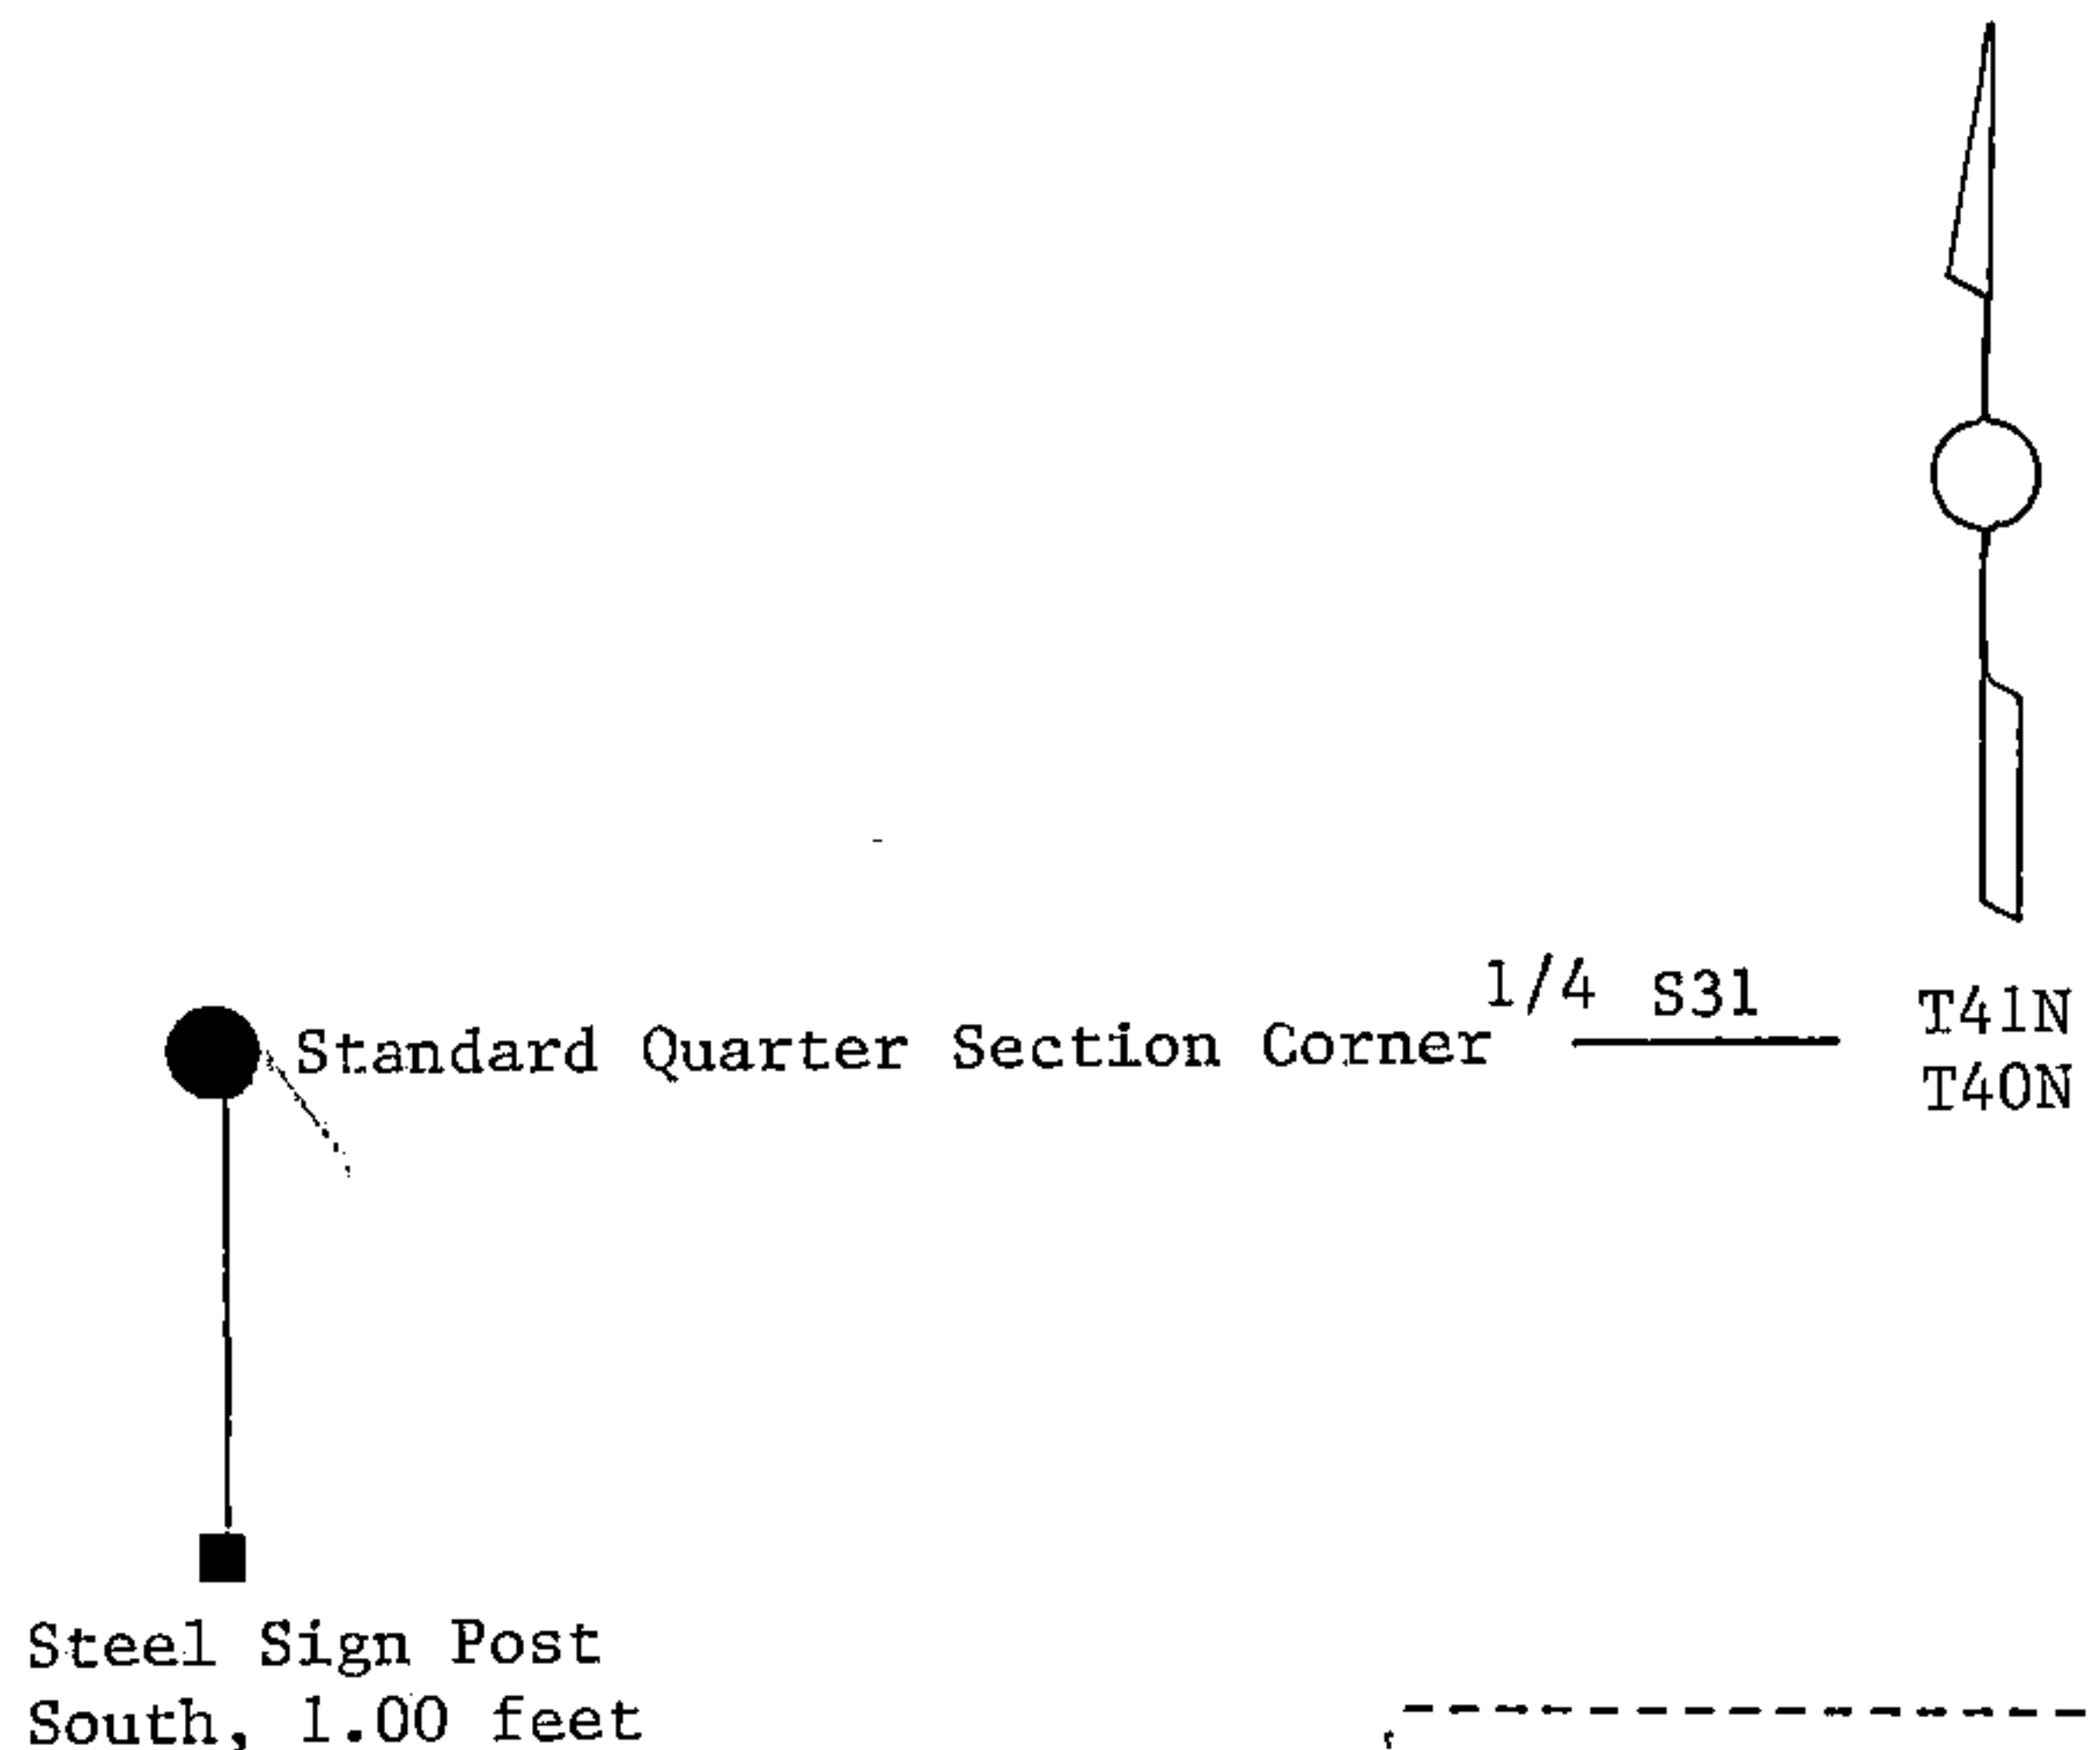 1/4 S31
T41N
Standard Quarter Section Corner
T40N
Steel Sign Post
South, 1.00 feet